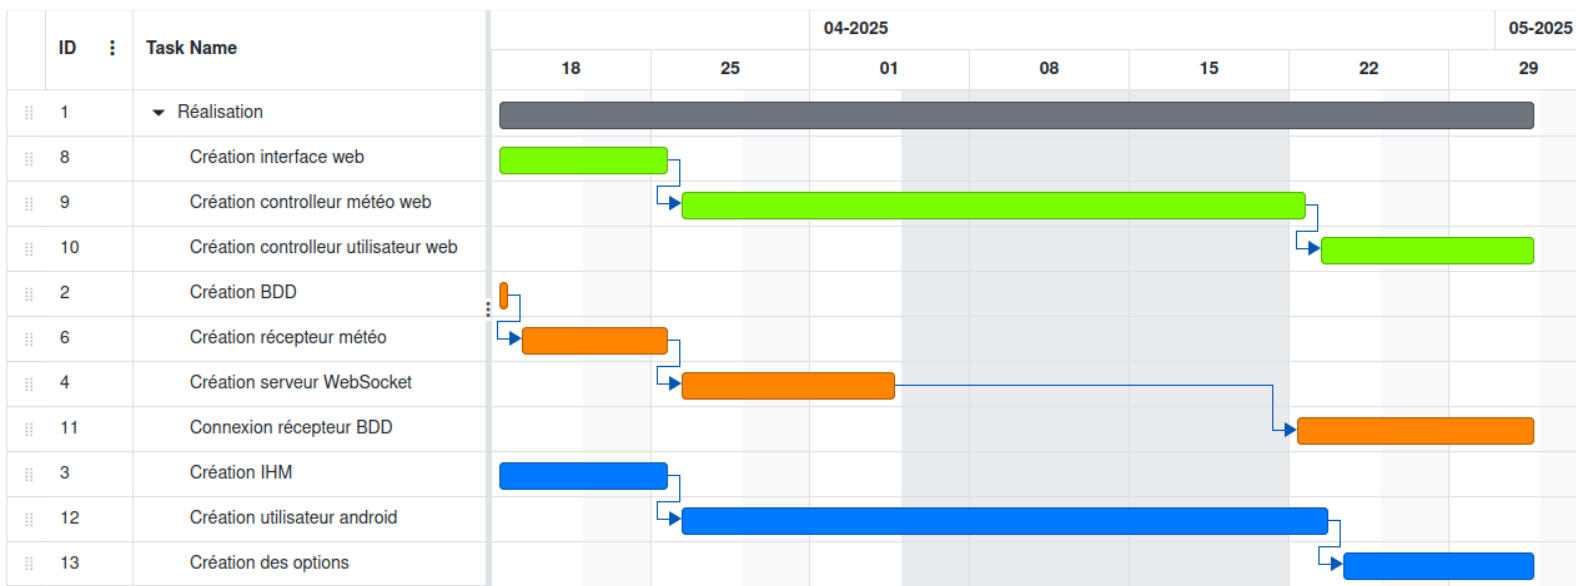 04-2025
05-2025
ID
Task Name
18
25
01
08
15
22
29
1
Réalisation
8
Création interface web
9
Création controlleur météo web
10
Création controlleur utilisateur web
2
Création BDD
6
Création récepteur météo
4
Création serveur WebSocket
11
Connexion récepteur BDD
3
Création IHM
12
Création utilisateur android
13
Création des options